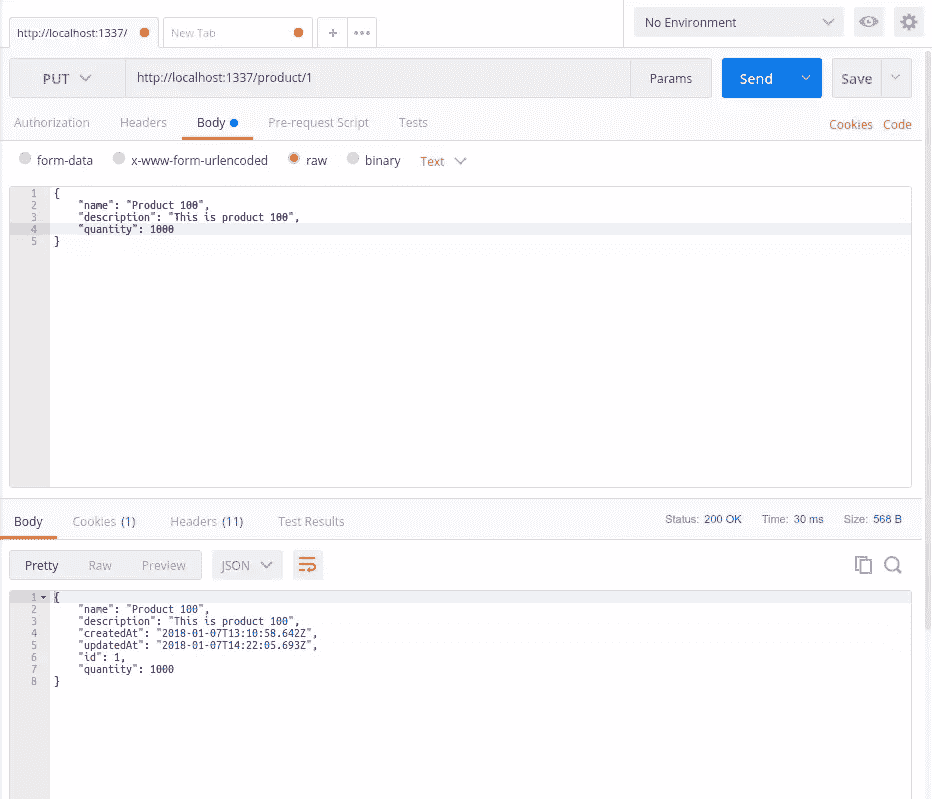 http://localhost:1337/ New Tab + ••• No Environment
PUT http://localhost:1337/product/1 Params Send Save
Authorization Headers Body Pre-request Script Tests Cookies Code
form-data x-www-form-urlencoded raw binary Text
1 {
2 "name": "Product 100",
3 "description": "This is product 100",
4 "quantity": 1000
5 }
Body Cookies (1) Headers (11) Test Results Status: 200 OK Time: 30 ms Size: 568 B
Pretty Raw Preview JSON
1 {
2 "name": "Product 100",
3 "description": "This is product 100",
4 "createdAt": "2018-01-07T13:10:58.642Z",
5 "updatedAt": "2018-01-07T14:22:05.693Z",
6 "id": 1,
7 "quantity": 1000
8 }